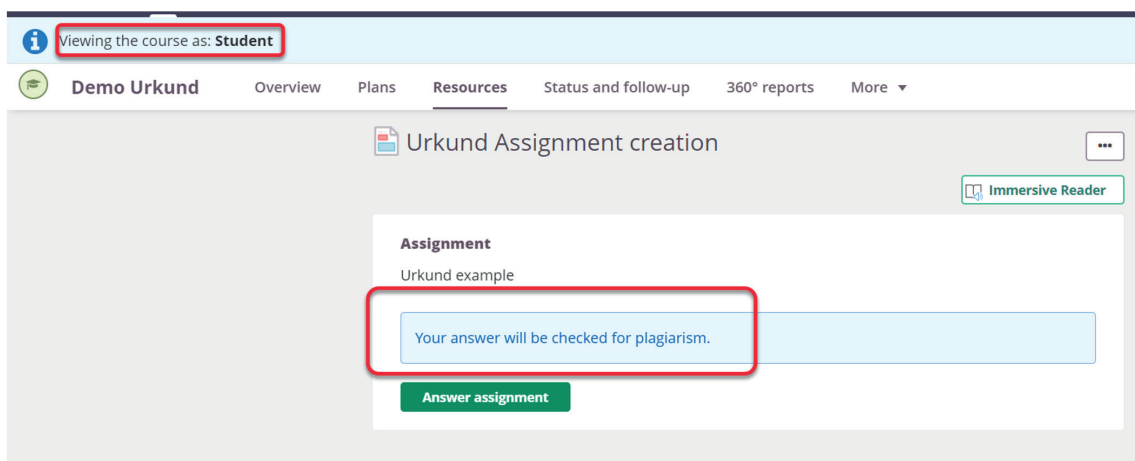 Viewing the course as: Student
Demo Urkund Overview Plans Resources Status and follow-up 360° reports More
Urkund Assignment creation
Immersive Reader
Assignment
Urkund example
Your answer will be checked for plagiarism.
Answer assignment